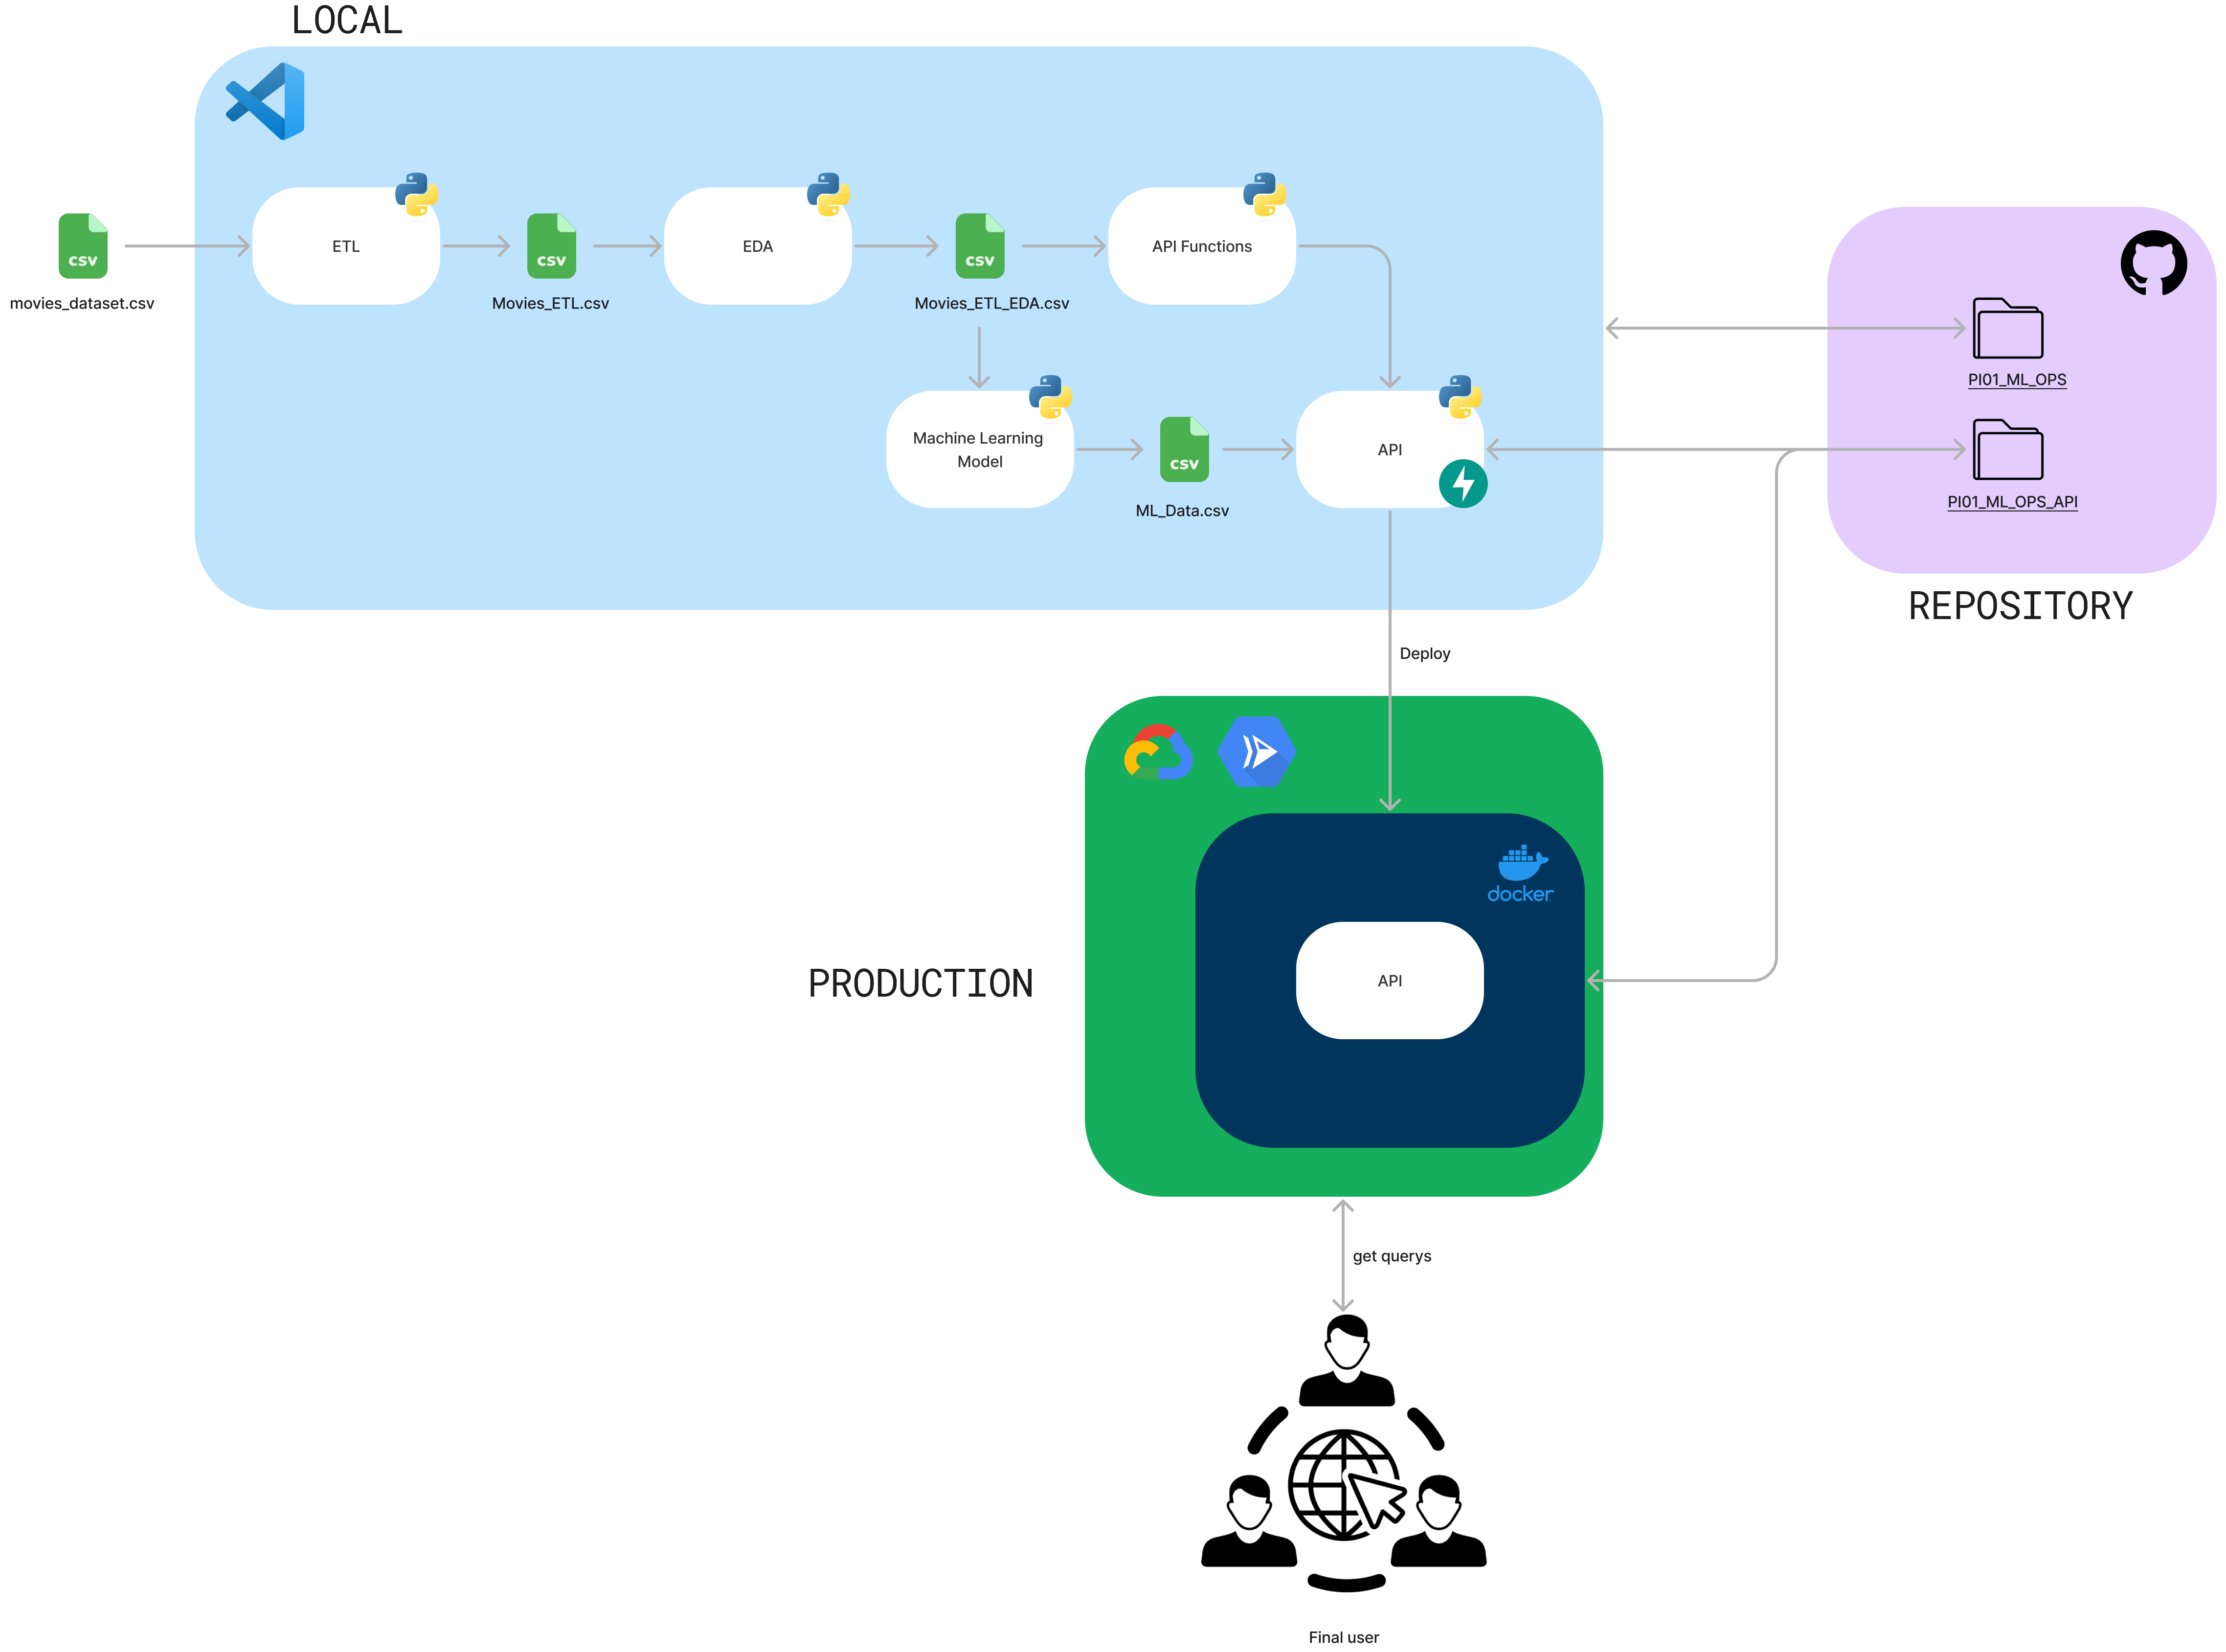 LOCAL
ETL
EDA
API Functions
csv
csv
csv
movies_dataset.csv
Movies_ETL.csv
Movies_ETL_EDA.csv
PI01_ML_OPS
Machine Learning
Model
csv
API
ML_Data.csv
PI01_ML_OPS_API
REPOSITORY
Deploy
docker
PRODUCTION
API
get querys
Final user